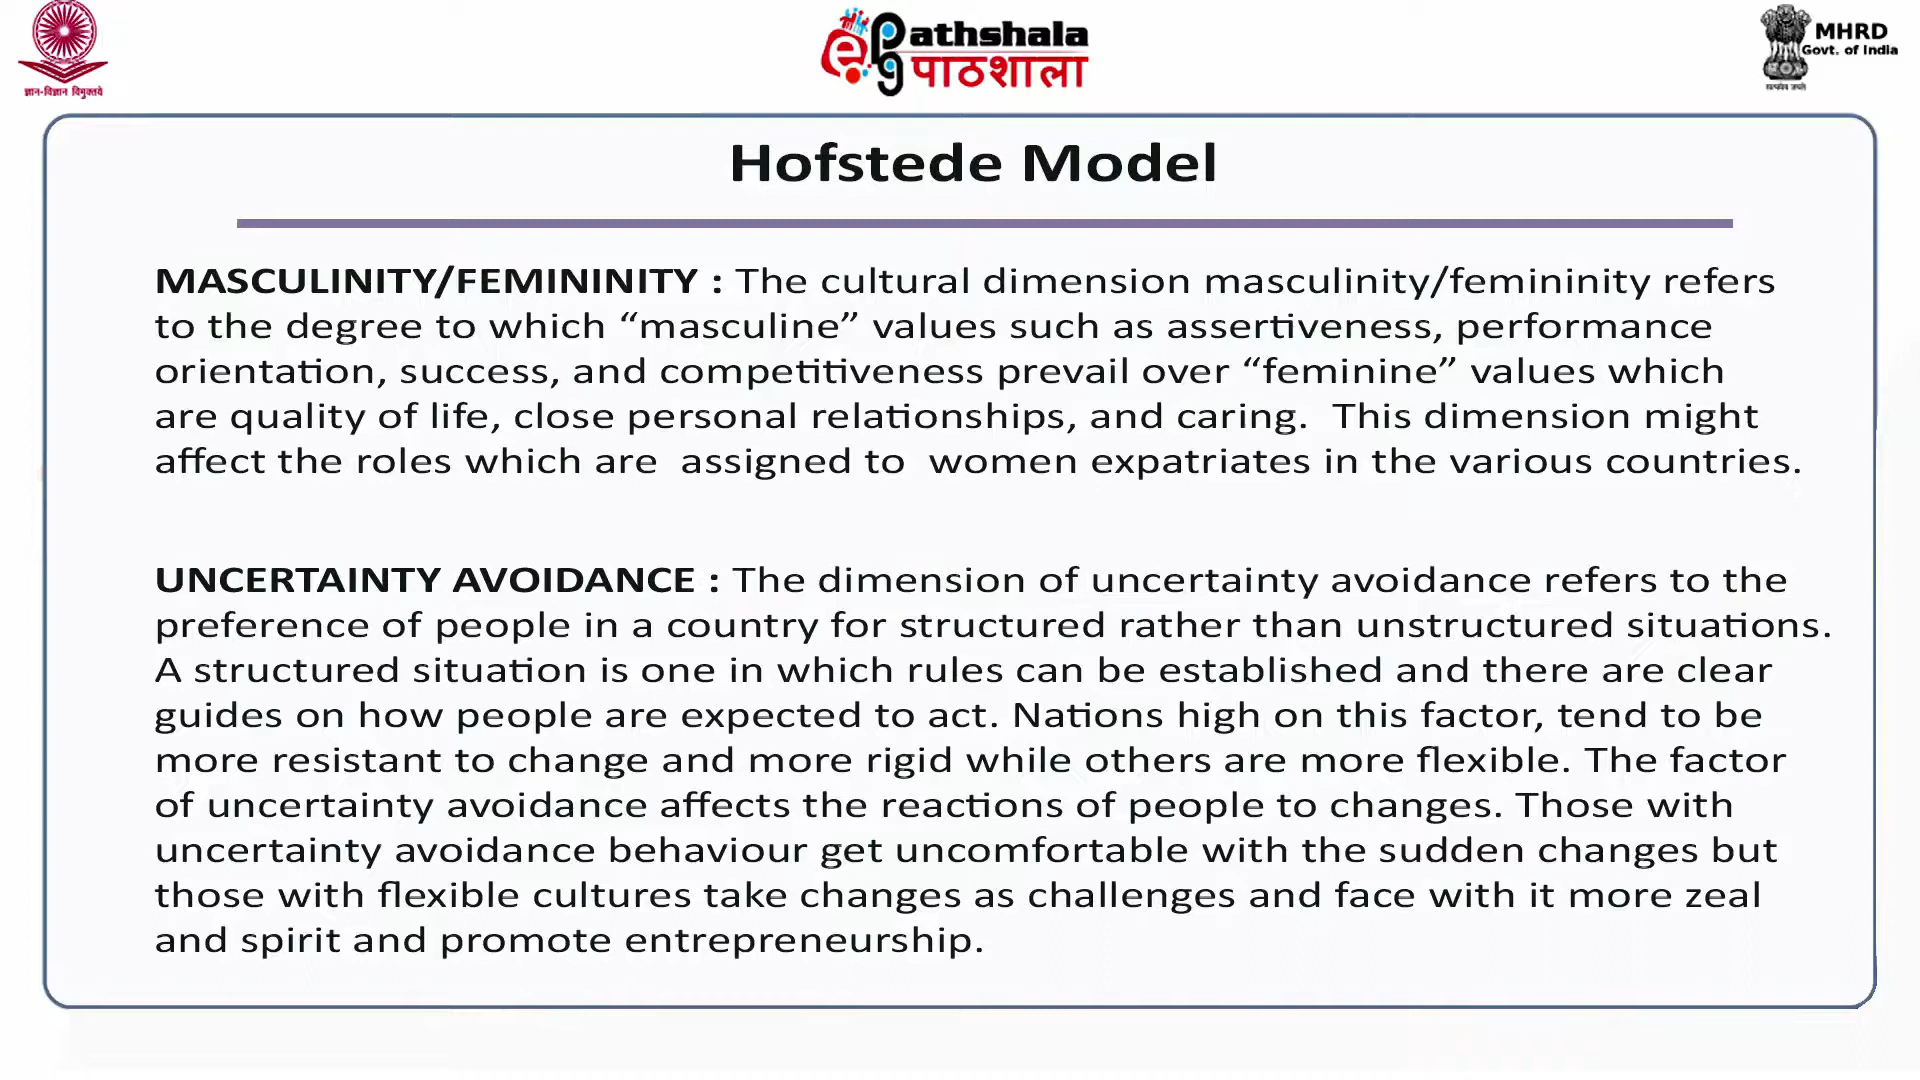 ज्ञान-विज्ञान विमुक्तये
ePathshala
पाठशाला
MHRD
Govt. of India
सत्यमेव जयते
Hofstede Model
MASCULINITY/FEMININITY : The cultural dimension masculinity/femininity refers
to the degree to which “masculine” values such as assertiveness, performance
orientation, success, and competitiveness prevail over “feminine” values which
are quality of life, close personal relationships, and caring.  This dimension might
affect the roles which are  assigned to  women expatriates in the various countries.
UNCERTAINTY AVOIDANCE : The dimension of uncertainty avoidance refers to the
preference of people in a country for structured rather than unstructured situations.
A structured situation is one in which rules can be established and there are clear
guides on how people are expected to act. Nations high on this factor, tend to be
more resistant to change and more rigid while others are more flexible. The factor
of uncertainty avoidance affects the reactions of people to changes. Those with
uncertainty avoidance behaviour get uncomfortable with the sudden changes but
those with flexible cultures take changes as challenges and face with it more zeal
and spirit and promote entrepreneurship.